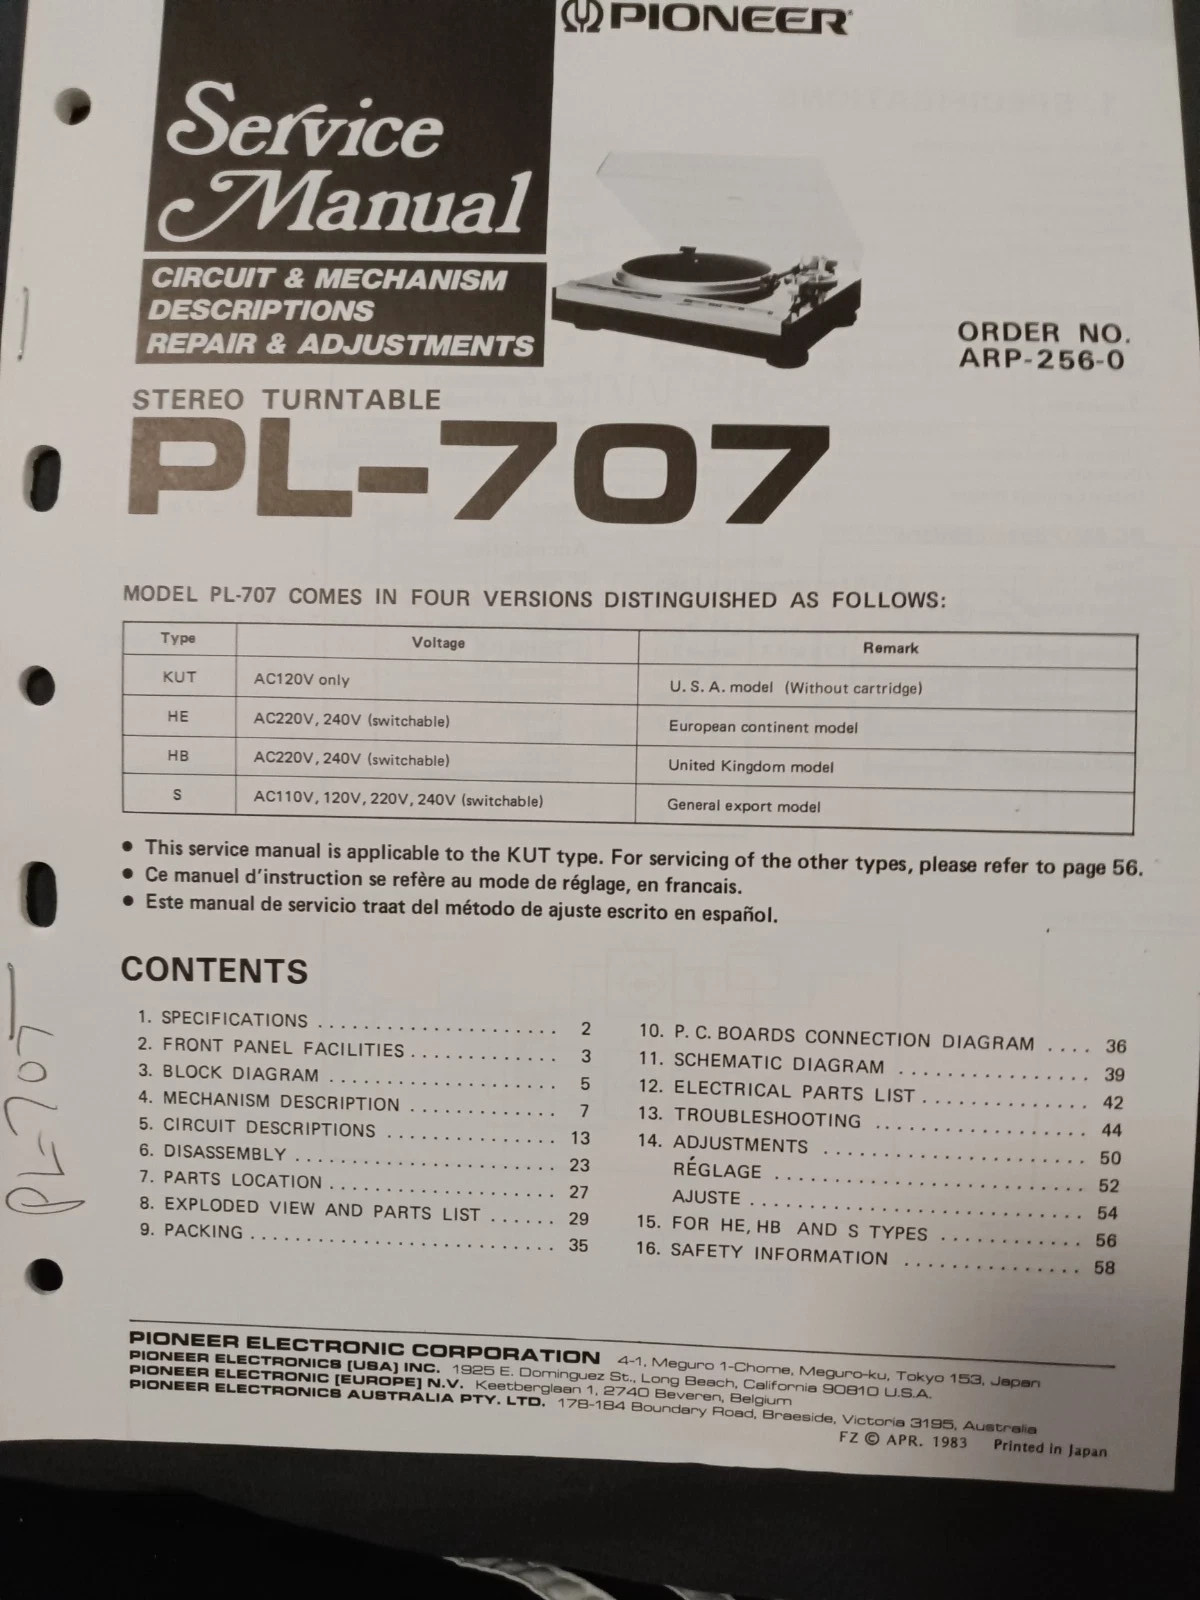 PIONEER
Service
Manual
CIRCUIT & MECHANISM
DESCRIPTIONS
REPAIR & ADJUSTMENTS
ORDER NO.
ARP-256-0
STEREO TURNTABLE
PL-707
MODEL PL-707 COMES IN FOUR VERSIONS DISTINGUISHED AS FOLLOWS:
Type Voltage Remark
KUT AC120V only U. S. A. model (Without cartridge)
HE AC220V, 240V (switchable) European continent model
HB AC220V, 240V (switchable) United Kingdom model
S AC110V, 120V, 220V, 240V (switchable) General export model
● This service manual is applicable to the KUT type. For servicing of the other types, please refer to page 56.
● Ce manuel d'instruction se refère au mode de réglage, en francais.
● Este manual de servicio traat del método de ajuste escrito en español.
CONTENTS
1. SPECIFICATIONS ..................... 2
2. FRONT PANEL FACILITIES ............. 3
3. BLOCK DIAGRAM .................... 5
4. MECHANISM DESCRIPTION ............. 7
5. CIRCUIT DESCRIPTIONS ............... 13
6. DISASSEMBLY ....................... 23
7. PARTS LOCATION .................... 27
8. EXPLODED VIEW AND PARTS LIST ...... 29
9. PACKING ........................... 35
10. P. C. BOARDS CONNECTION DIAGRAM .... 36
11. SCHEMATIC DIAGRAM ................. 39
12. ELECTRICAL PARTS LIST ............... 42
13. TROUBLESHOOTING ................... 44
14. ADJUSTMENTS ....................... 50
RÉGLAGE ........................... 52
AJUSTE ............................. 54
15. FOR HE, HB AND S TYPES ............ 56
16. SAFETY INFORMATION ............... 58
PL-707
PIONEER ELECTRONIC CORPORATION 4-1, Meguro 1-Chome, Meguro-ku, Tokyo 153, Japan
PIONEER ELECTRONICS [USA] INC. 1925 E. Dominguez St., Long Beach, California 90810 U.S.A.
PIONEER ELECTRONIC [EUROPE] N.V. Keetberglaan 1, 2740 Beveren, Belgium
PIONEER ELECTRONICS AUSTRALIA PTY. LTD. 178-184 Boundary Road, Braeside, Victoria 3195, Australia
FZ © APR. 1983 Printed in Japan